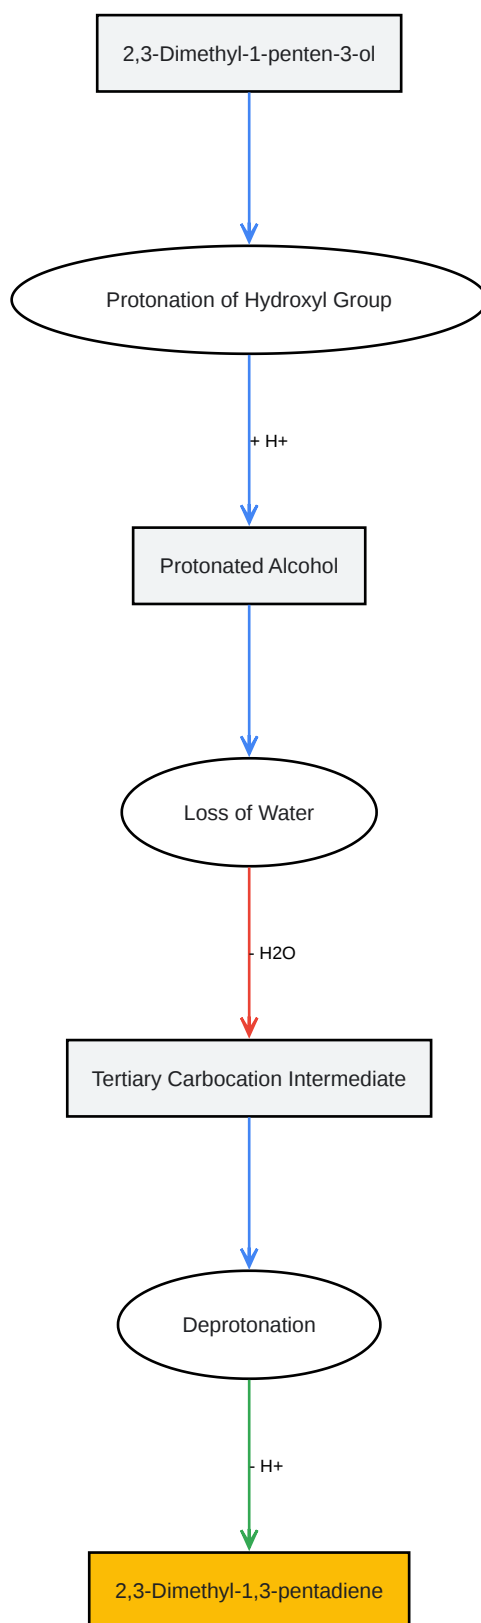 2,3-Dimethyl-1-penten-3-ol
Protonation of Hydroxyl Group
+ H+
Protonated Alcohol
Loss of Water
- H2O
Tertiary Carbocation Intermediate
Deprotonation
- H+
2,3-Dimethyl-1,3-pentadiene